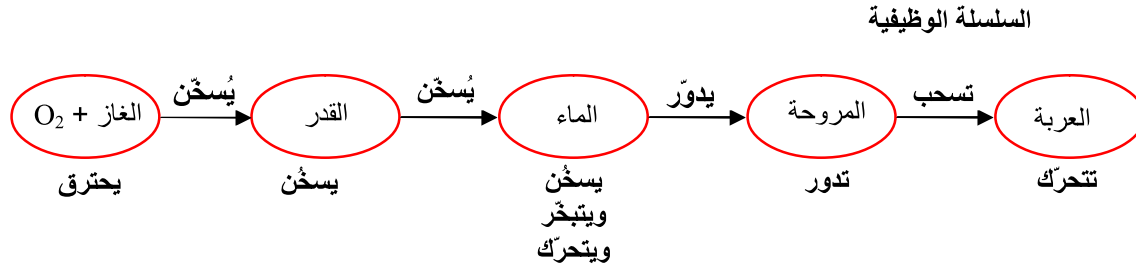 السلسلة الوظيفية
يُسخّن
يُسخّن
يدوّر
تسحب
O₂ + الغاز
القدر
الماء
المروحة
العربة
يحترق
يسخُن
يسخُن
ويتبخّر
ويتحرّك
تدور
تتحرّك